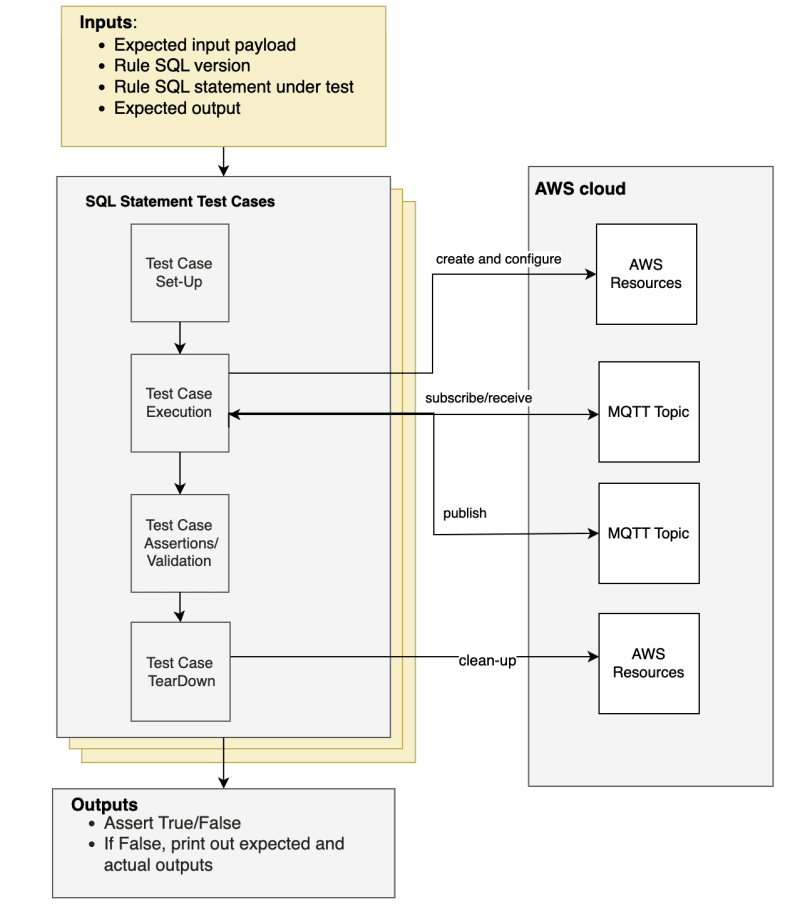 Inputs:
• Expected input payload
• Rule SQL version
• Rule SQL statement under test
• Expected output
SQL Statement Test Cases
Test Case
Set-Up
Test Case
Execution
Test Case
Assertions/
Validation
Test Case
TearDown
create and configure
subscribe/receive
publish
clean-up
AWS cloud
AWS
Resources
MQTT Topic
MQTT Topic
AWS
Resources
Outputs
• Assert True/False
• If False, print out expected and
actual outputs